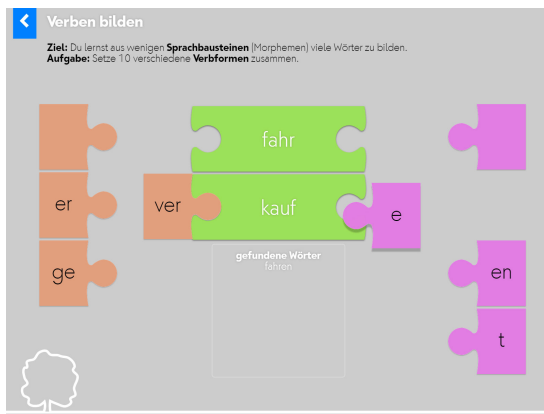 Verben bilden
Ziel: Du lernst aus wenigen Sprachbausteinen (Morphemen) viele Wörter zu bilden.
Aufgabe: Setze 10 verschiedene Verbformen zusammen.
fahr
er
ver
kauf
e
gefundene Wörter
fahren
ge
en
t